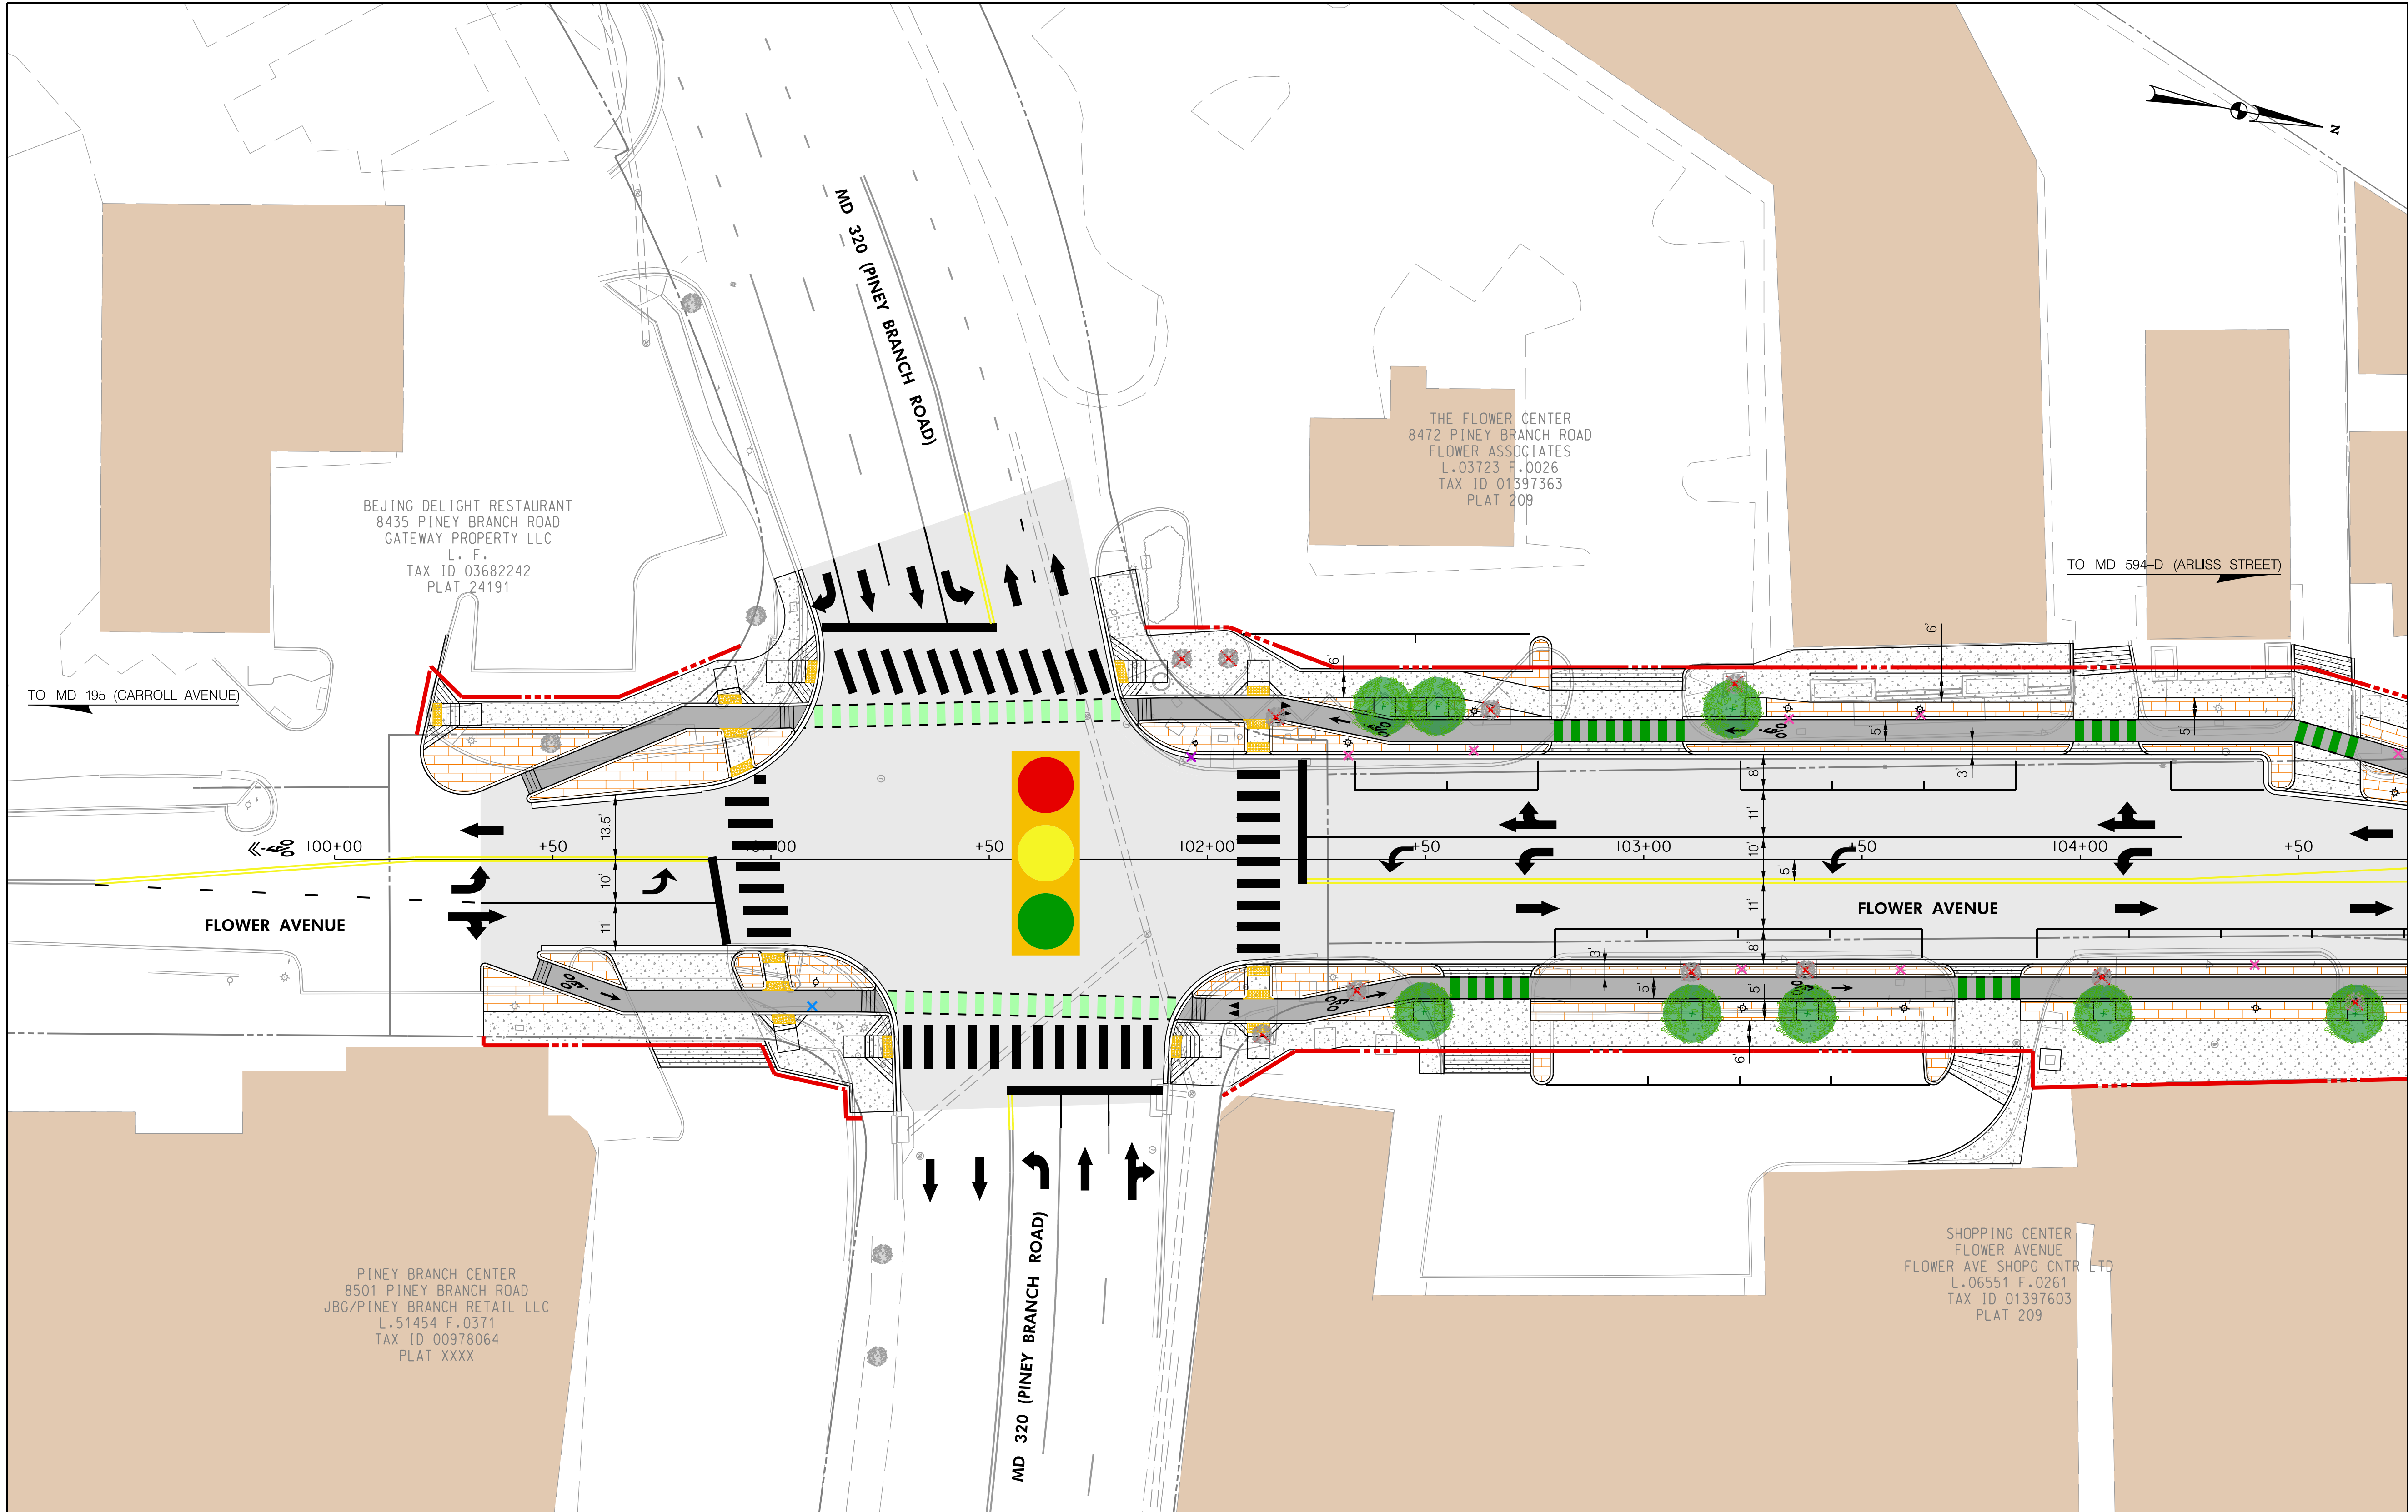 N
MD 320 (PINEY BRANCH ROAD)
THE FLOWER CENTER
8472 PINEY BRANCH ROAD
FLOWER ASSOCIATES
L.03723 F.0026
TAX ID 01397363
PLAT 209
BEJING DELIGHT RESTAURANT
8435 PINEY BRANCH ROAD
GATEWAY PROPERTY LLC
L. F.
TAX ID 03682242
PLAT 24191
TO MD 594-D (ARLISS STREET)
TO MD 195 (CARROLL AVENUE)
6'
6'
5'
5'
3'
8'
11'
13.5'
100+00
+50
+50
102+00
+50
103+00
+50
104+00
+50
10'
5'
10'
11'
11'
8'
FLOWER AVENUE
FLOWER AVENUE
3'
5'
5'
6'
MD 320 (PINEY BRANCH ROAD)
PINEY BRANCH CENTER
8501 PINEY BRANCH ROAD
JBG/PINEY BRANCH RETAIL LLC
L.51454 F.0371
TAX ID 00978064
PLAT XXXX
SHOPPING CENTER
FLOWER AVENUE
FLOWER AVE SHOPG CNTR LTD
L.06551 F.0261
TAX ID 01397603
PLAT 209